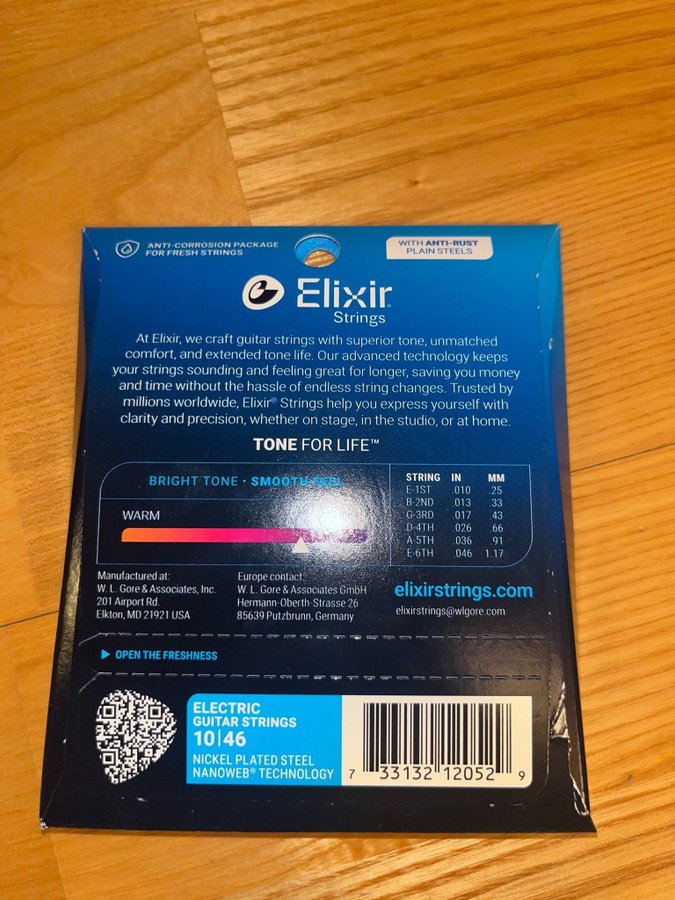 ANTI-CORROSION PACKAGE
FOR FRESH STRINGS
WITH ANTI-RUST
PLAIN STEELS
Elixir
Strings
At Elixir, we craft guitar strings with superior tone, unmatched
comfort, and extended tone life. Our advanced technology keeps
your strings sounding and feeling great for longer, saving you money
and time without the hassle of endless string changes. Trusted by
millions worldwide, Elixir® Strings help you express yourself with
clarity and precision, whether on stage, in the studio, or at home.
TONE FOR LIFE™
BRIGHT TONE • SMOOTH FEEL
WARM
STRING IN MM
E-1ST .010 .25
B-2ND .013 .33
G-3RD .017 .43
D-4TH .026 .66
A-5TH .036 .91
E-6TH .046 1.17
Manufactured at:
W. L. Gore & Associates, Inc.
201 Airport Rd.
Elkton, MD 21921 USA
Europe contact:
W. L. Gore & Associates GmbH
Hermann-Oberth-Strasse 26
85639 Putzbrunn, Germany
elixirstrings.com
elixirstrings@wlgore.com
OPEN THE FRESHNESS
ELECTRIC
GUITAR STRINGS
10|46
NICKEL PLATED STEEL
NANOWEB® TECHNOLOGY
7 33132 12052 9